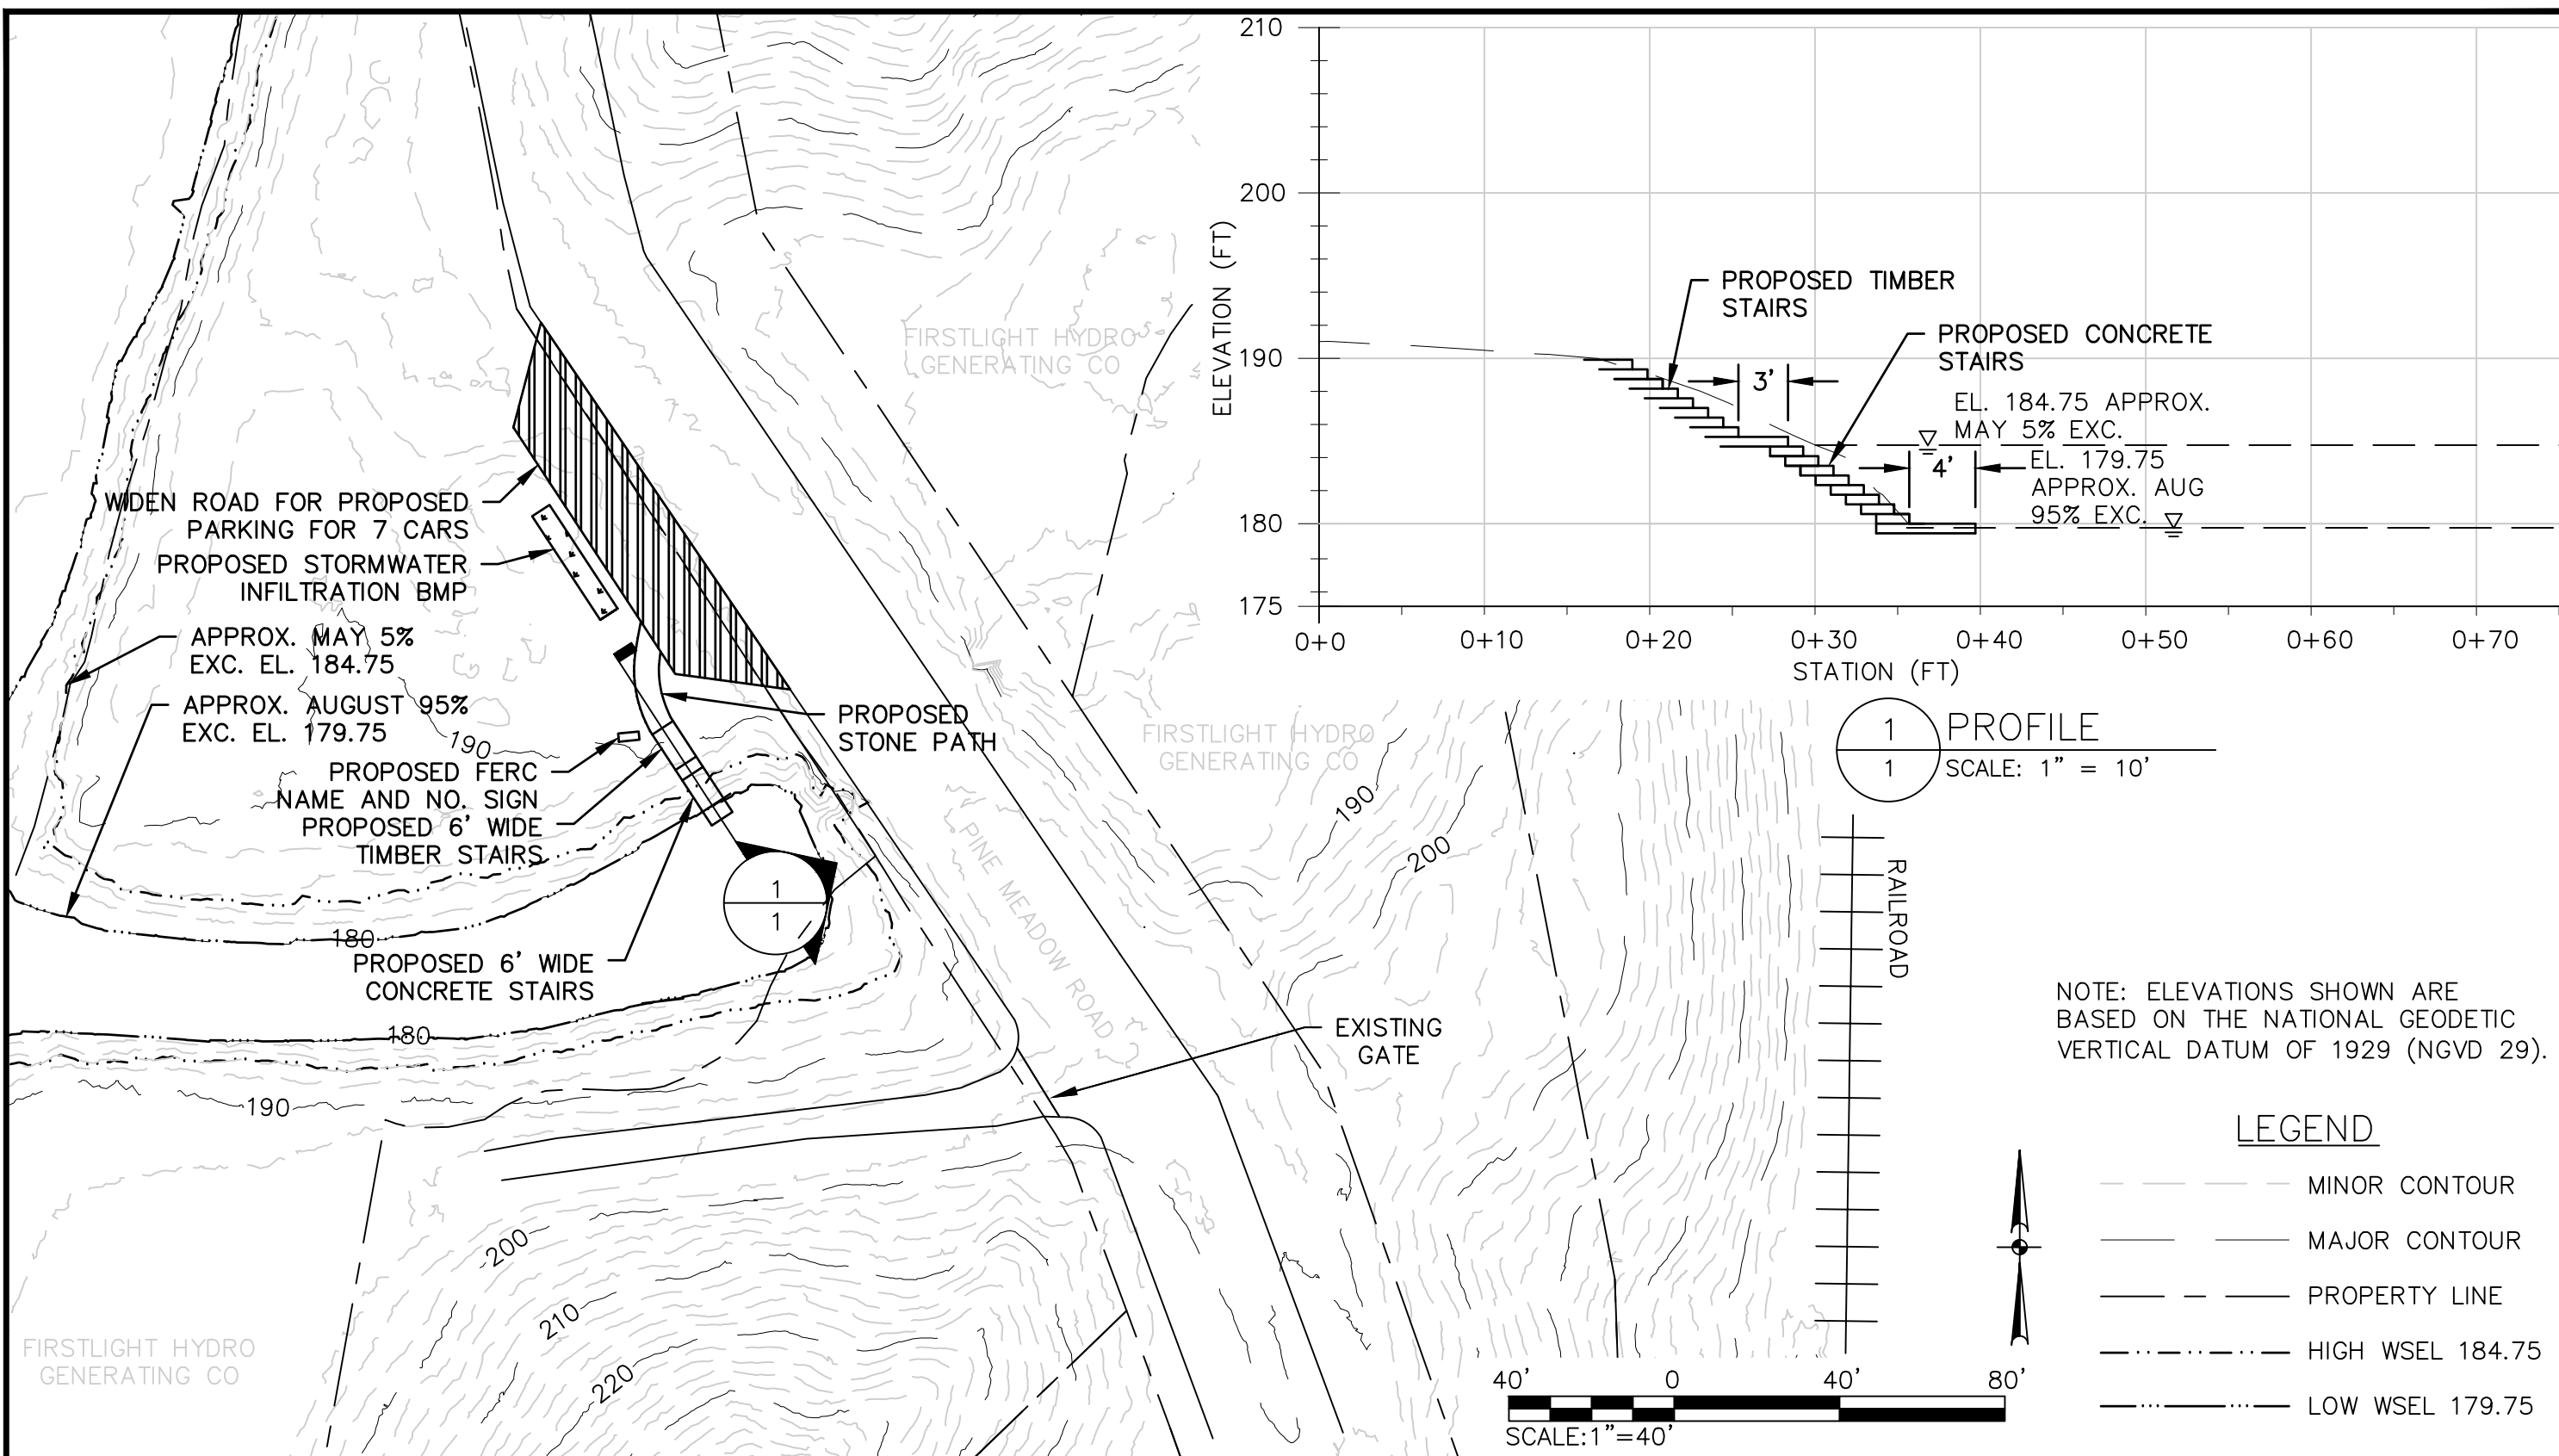 WIDEN ROAD FOR PROPOSED
PARKING FOR 7 CARS
PROPOSED STORMWATER
INFILTRATION BMP
APPROX. MAY 5%
EXC. EL. 184.75
APPROX. AUGUST 95%
EXC. EL. 179.75
190
PROPOSED FERC
NAME AND NO. SIGN
PROPOSED 6' WIDE
TIMBER STAIRS
180
PROPOSED 6' WIDE
CONCRETE STAIRS
180
190
PROPOSED
STONE PATH
1
1
FIRSTLIGHT HYDRO
GENERATING CO
FIRSTLIGHT HYDRO
GENERATING CO
PINE MEADOW ROAD
190
200
EXISTING
GATE
200
210
220
FIRSTLIGHT HYDRO
GENERATING CO
210
200
190
180
175
ELEVATION (FT)
PROPOSED TIMBER
STAIRS
PROPOSED CONCRETE
STAIRS
3'
EL. 184.75 APPROX.
MAY 5% EXC.
4'
EL. 179.75
APPROX. AUG
95% EXC.
0+0 0+10 0+20 0+30 0+40 0+50 0+60 0+70
STATION (FT)
1
1
PROFILE
SCALE: 1" = 10'
RAILROAD
NOTE: ELEVATIONS SHOWN ARE
BASED ON THE NATIONAL GEODETIC
VERTICAL DATUM OF 1929 (NGVD 29).
LEGEND
MINOR CONTOUR
MAJOR CONTOUR
PROPERTY LINE
HIGH WSEL 184.75
LOW WSEL 179.75
40' 0 40' 80'
SCALE:1"=40'